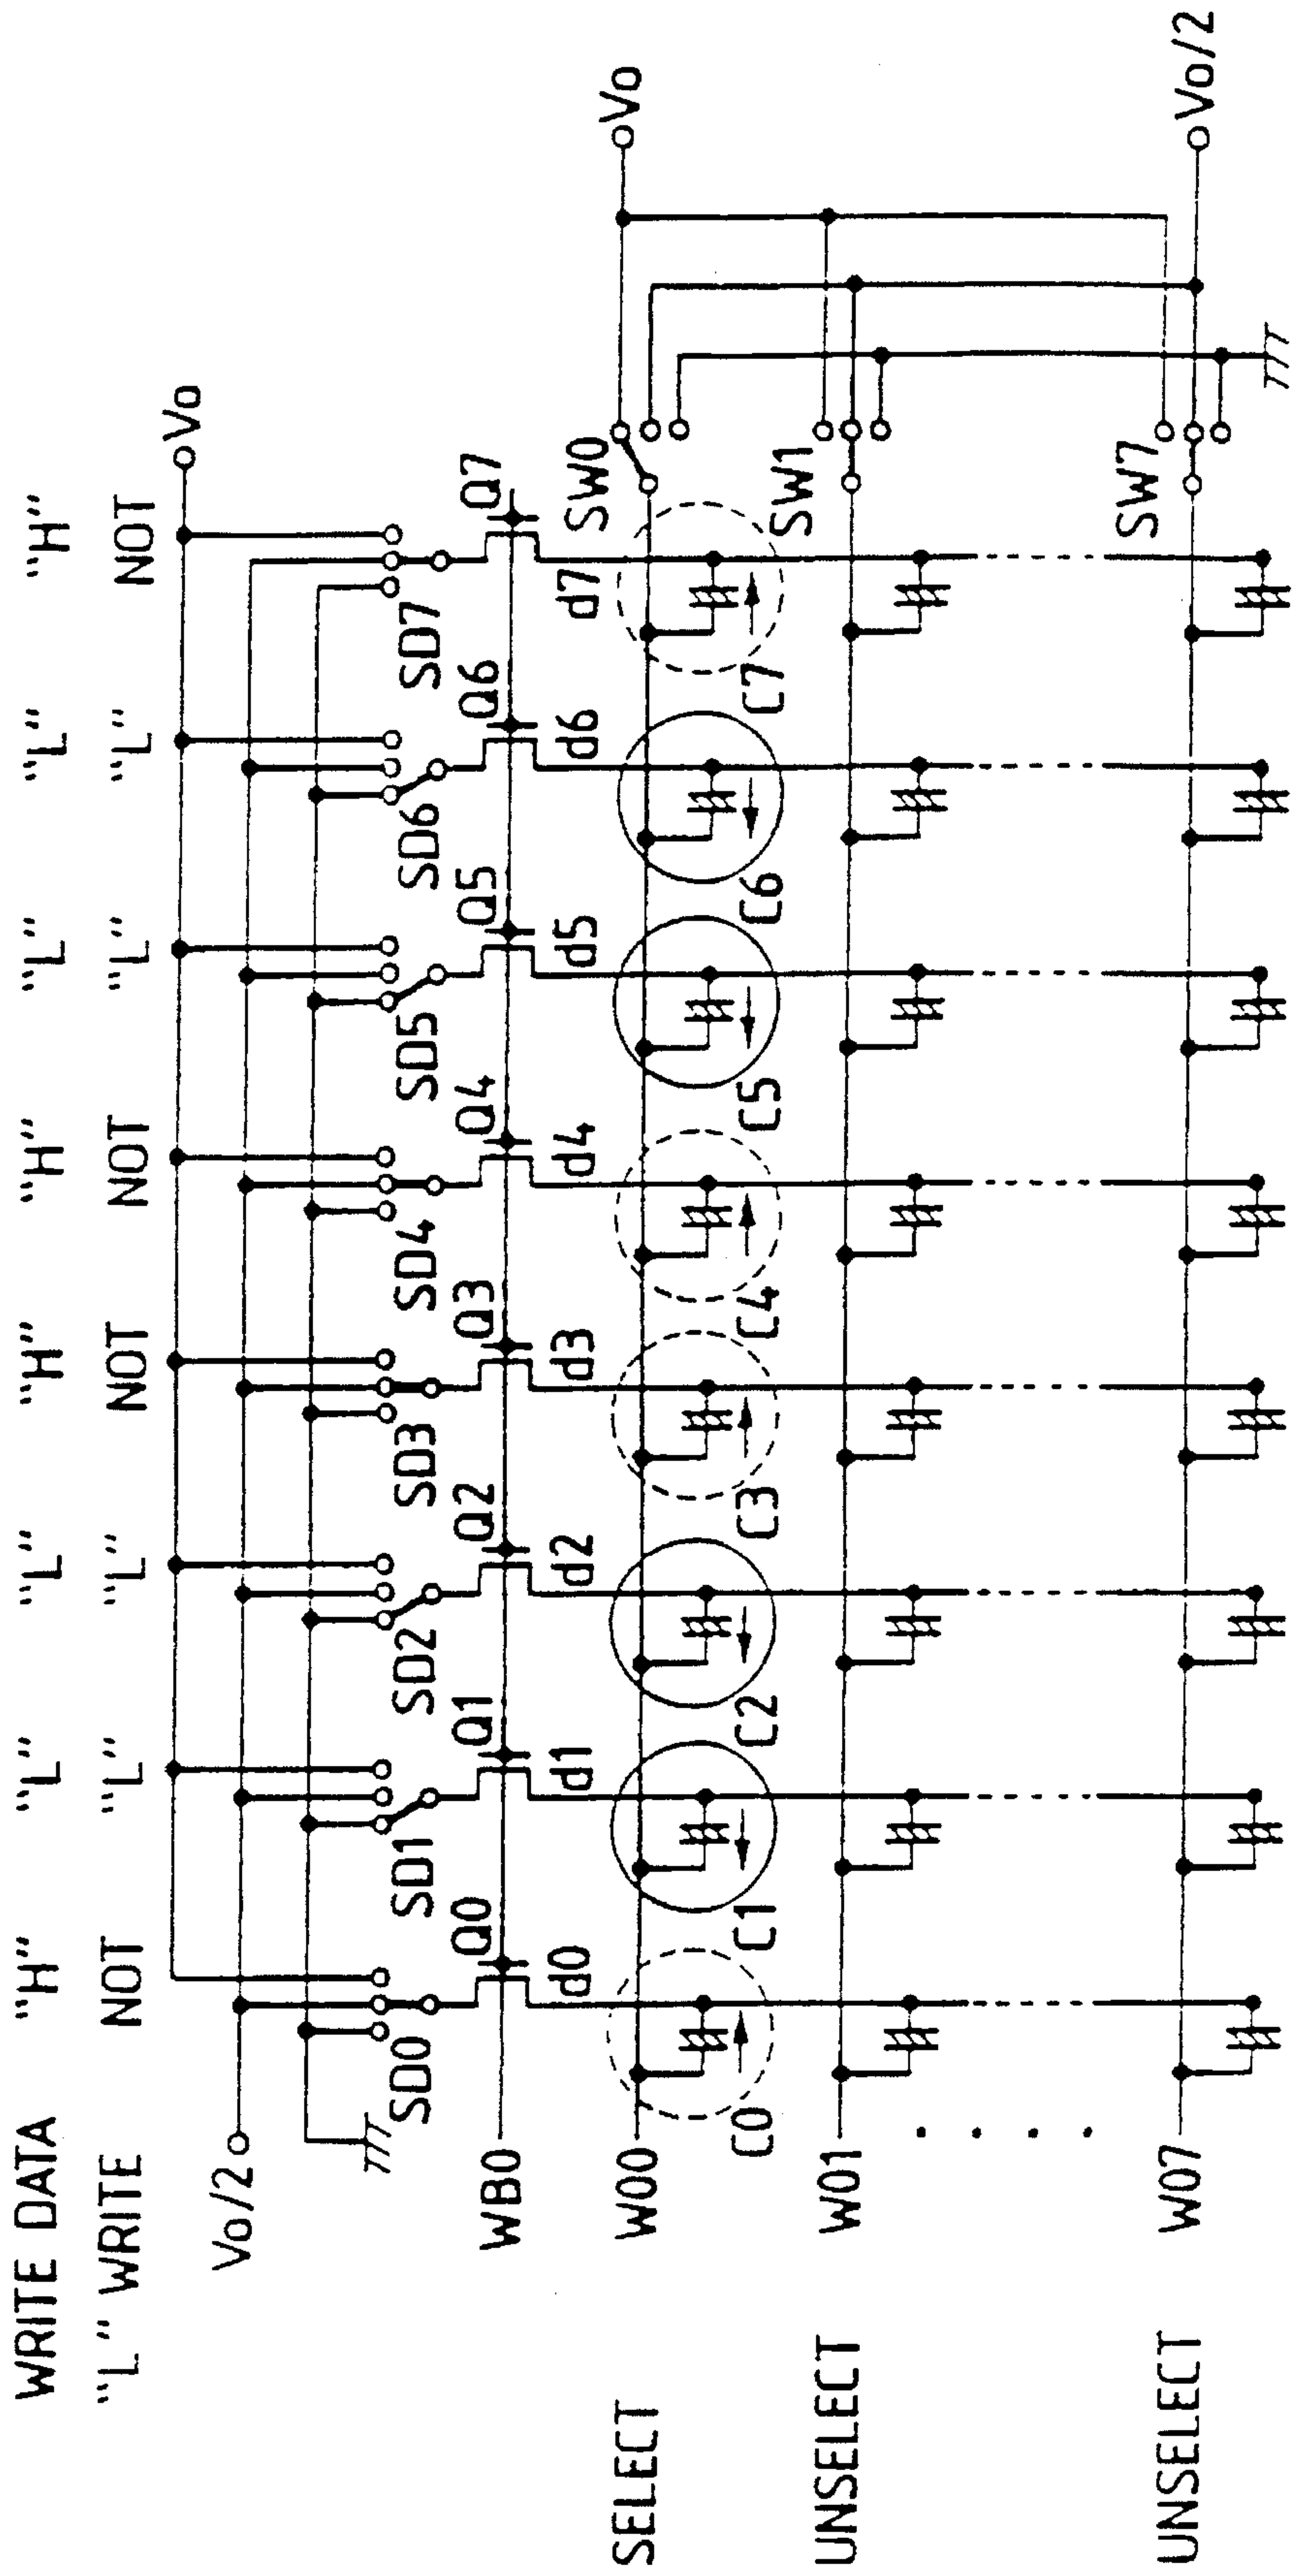 WRITE DATA "H" "L" "L" "H" "H" "L" "L" "H"
"L" WRITE NOT "L" "L" NOT NOT "L" "L" NOT
Vo
Vo/2
SD0 SD1 SD2 SD3 SD4 SD5 SD6 SD7
Q0 Q1 Q2 Q3 Q4 Q5 Q6 Q7
WB0
d0 d1 d2 d3 d4 d5 d6 d7
SW0 Vo
SELECT W00
C0 C1 C2 C3 C4 C5 C6 C7
SW1
UNSELECT W01
SW7
UNSELECT W07 Vo/2